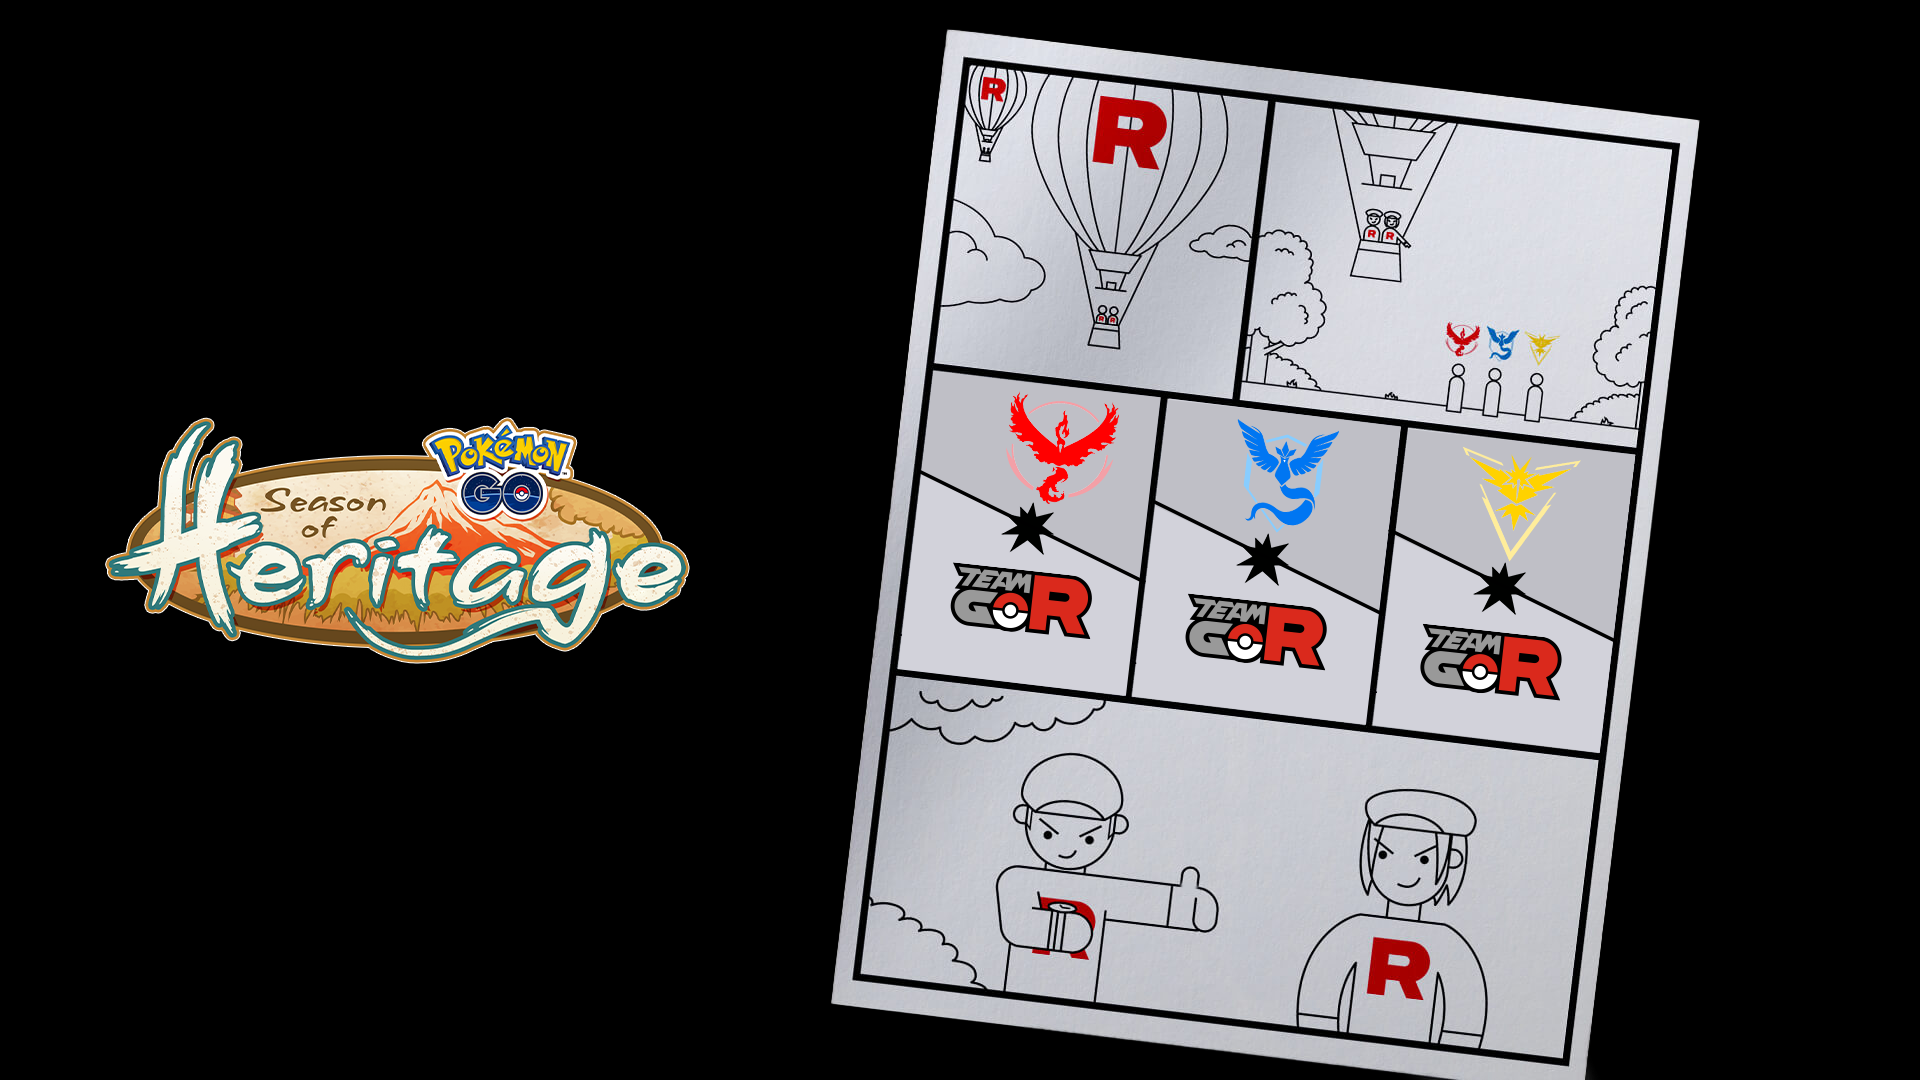 Pokémon
GO
Season
of
Heritage
R
R
R R
R R
TEAM
GO R
TEAM
GO R
TEAM
GO R
R
R